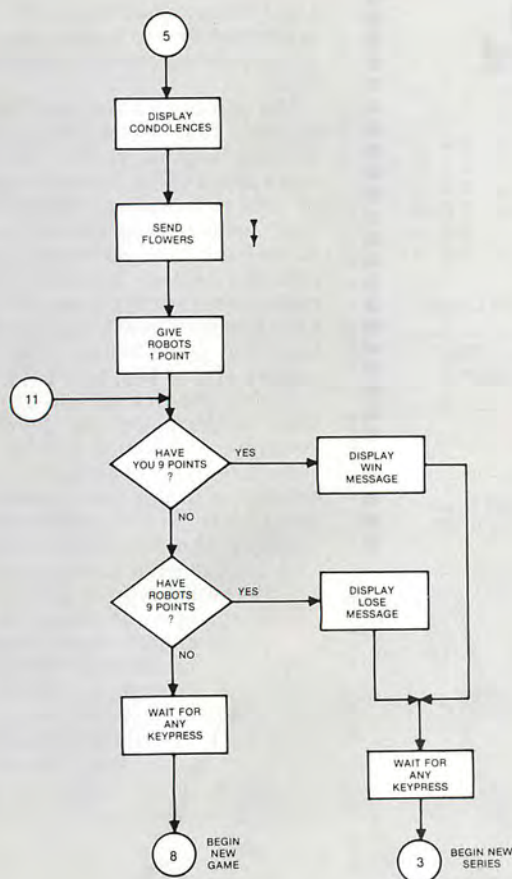 5
DISPLAY
CONDOLENCES
SEND
FLOWERS
GIVE
ROBOTS
1 POINT
11
HAVE
YOU 9 POINTS
?
YES
DISPLAY
WIN
MESSAGE
NO
HAVE
ROBOTS
9 POINTS
?
YES
DISPLAY
LOSE
MESSAGE
NO
WAIT FOR
ANY
KEYPRESS
WAIT FOR
ANY
KEYPRESS
8
BEGIN
NEW
GAME
3
BEGIN NEW
SERIES